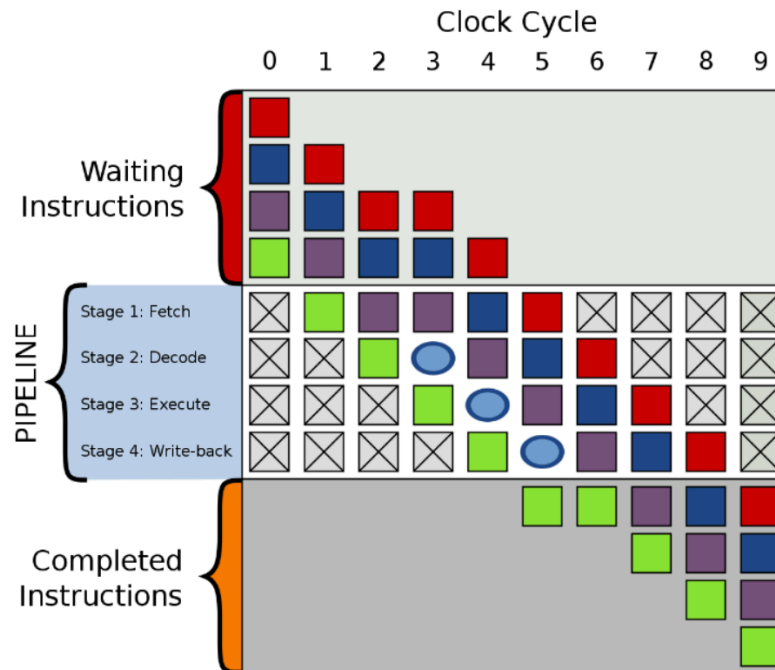 Clock Cycle
0 1 2 3 4 5 6 7 8 9
Waiting
Instructions
PIPELINE
Stage 1: Fetch
Stage 2: Decode
Stage 3: Execute
Stage 4: Write-back
Completed
Instructions